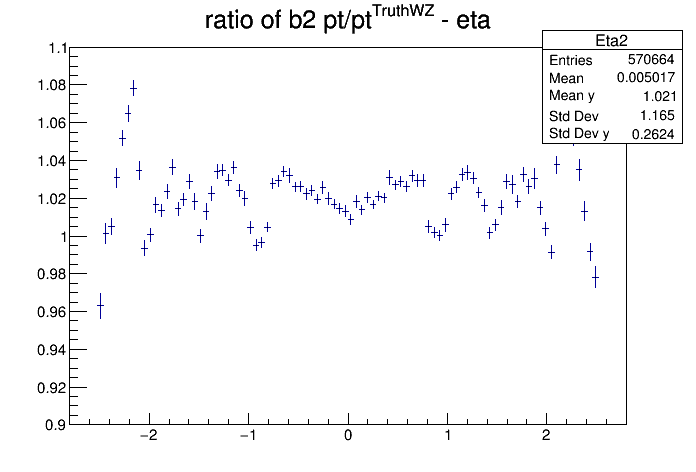 ratio of b2 pt/pt^TruthWZ - eta
Eta2
Entries 570664
Mean 0.005017
Mean y 1.021
Std Dev 1.165
Std Dev y 0.2624
1.1
1.08
1.06
1.04
1.02
1
0.98
0.96
0.94
0.92
0.9
−2 −1 0 1 2